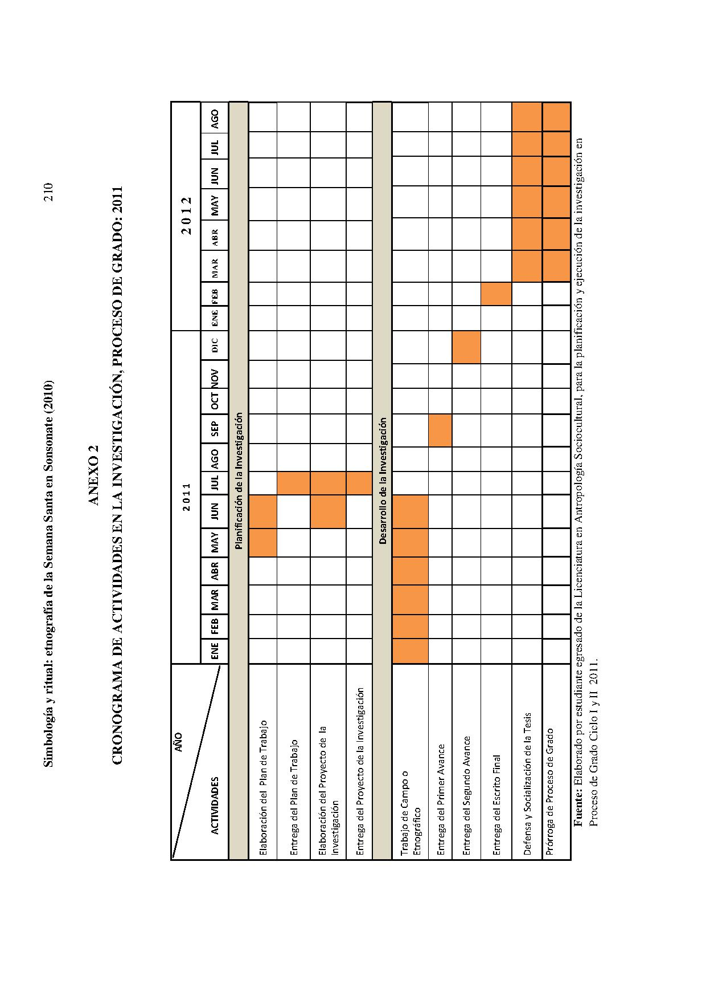 Simbología y ritual: etnografía de la Semana Santa en Sonsonate (2010) 210
ANEXO 2
CRONOGRAMA DE ACTIVIDADES EN LA INVESTIGACIÓN, PROCESO DE GRADO: 2011
AÑO
2 0 1 1 2 0 1 2
ACTIVIDADES ENE FEB MAR ABR MAY JUN JUL AGO SEP OCT NOV DIC ENE FEB MAR ABR MAY JUN JUL AGO
Planificación de la Investigación
Elaboración del Plan de Trabajo
Entrega del Plan de Trabajo
Elaboración del Proyecto de la
Investigación
Entrega del Proyecto de la Investigación
Desarrollo de la Investigación
Trabajo de Campo o
Etnográfico
Entrega del Primer Avance
Entrega del Segundo Avance
Entrega del Escrito Final
Defensa y Socialización de la Tesis
Prórroga de Proceso de Grado
Fuente: Elaborado por estudiante egresado de la Licenciatura en Antropología Sociocultural, para la planificación y ejecución de la investigación en
Proceso de Grado Ciclo I y II 2011.